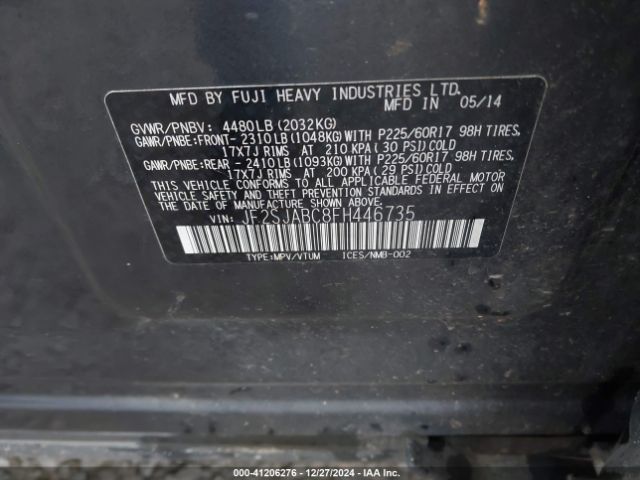 MFD BY FUJI HEAVY INDUSTRIES LTD.
MFD IN 05/14
GVWR/PNBV: 4480LB (2032KG)
GAWR/PNBE:FRONT-2310LB(1048KG)WITH P225/60R17 98H TIRES,
17X7J RIMS AT 210 KPA(30 PSI)COLD
GAWR/PNBE:REAR -2410LB(1093KG)WITH P225/60R17 98H TIRES,
17X7J RIMS AT 200 KPA(29 PSI)COLD
THIS VEHICLE CONFORMS TO ALL APPLICABLE FEDERAL MOTOR
VEHICLE SAFETY AND THEFT PREVENTION STANDARDS IN EFFECT
ON THE DATE OF MANUFACTURE SHOWN ABOVE.
VIN: JF2SJABC8FH446735
TYPE:MPV/VTUM ICES/NMB-002
000-41206276 - 12/27/2024 - IAA Inc.